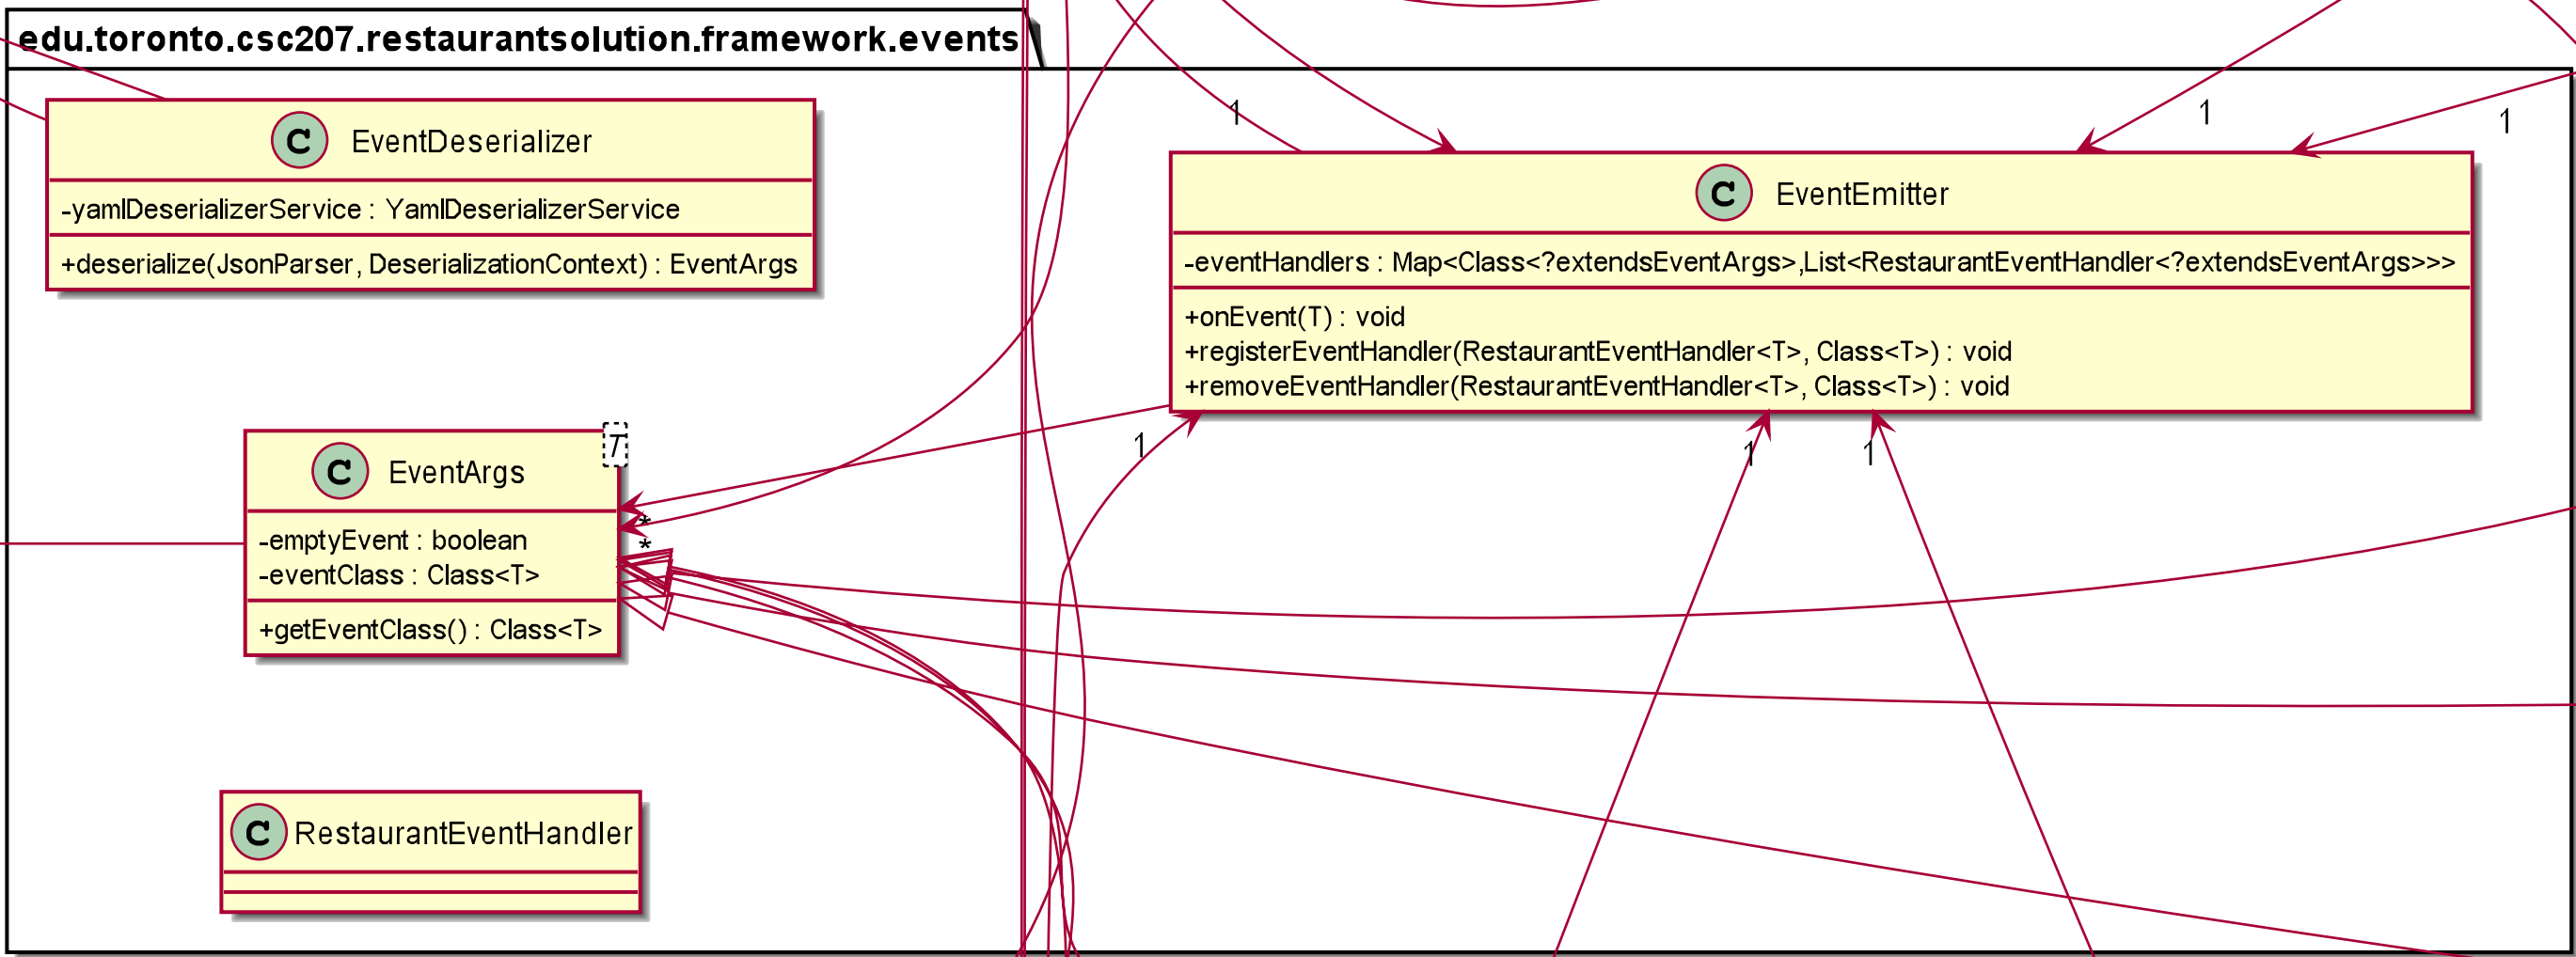 edu.toronto.csc207.restaurantsolution.framework.events
C EventDeserializer
-yamlDeserializerService : YamlDeserializerService
+deserialize(JsonParser, DeserializationContext) : EventArgs
1
1
1
C EventEmitter
-eventHandlers : Map<Class<?extendsEventArgs>,List<RestaurantEventHandler<?extendsEventArgs>>>
+onEvent(T) : void
+registerEventHandler(RestaurantEventHandler<T>, Class<T>) : void
+removeEventHandler(RestaurantEventHandler<T>, Class<T>) : void
1
1
1
T
C EventArgs
-emptyEvent : boolean
-eventClass : Class<T>
+getEventClass() : Class<T>
*
*
C RestaurantEventHandler